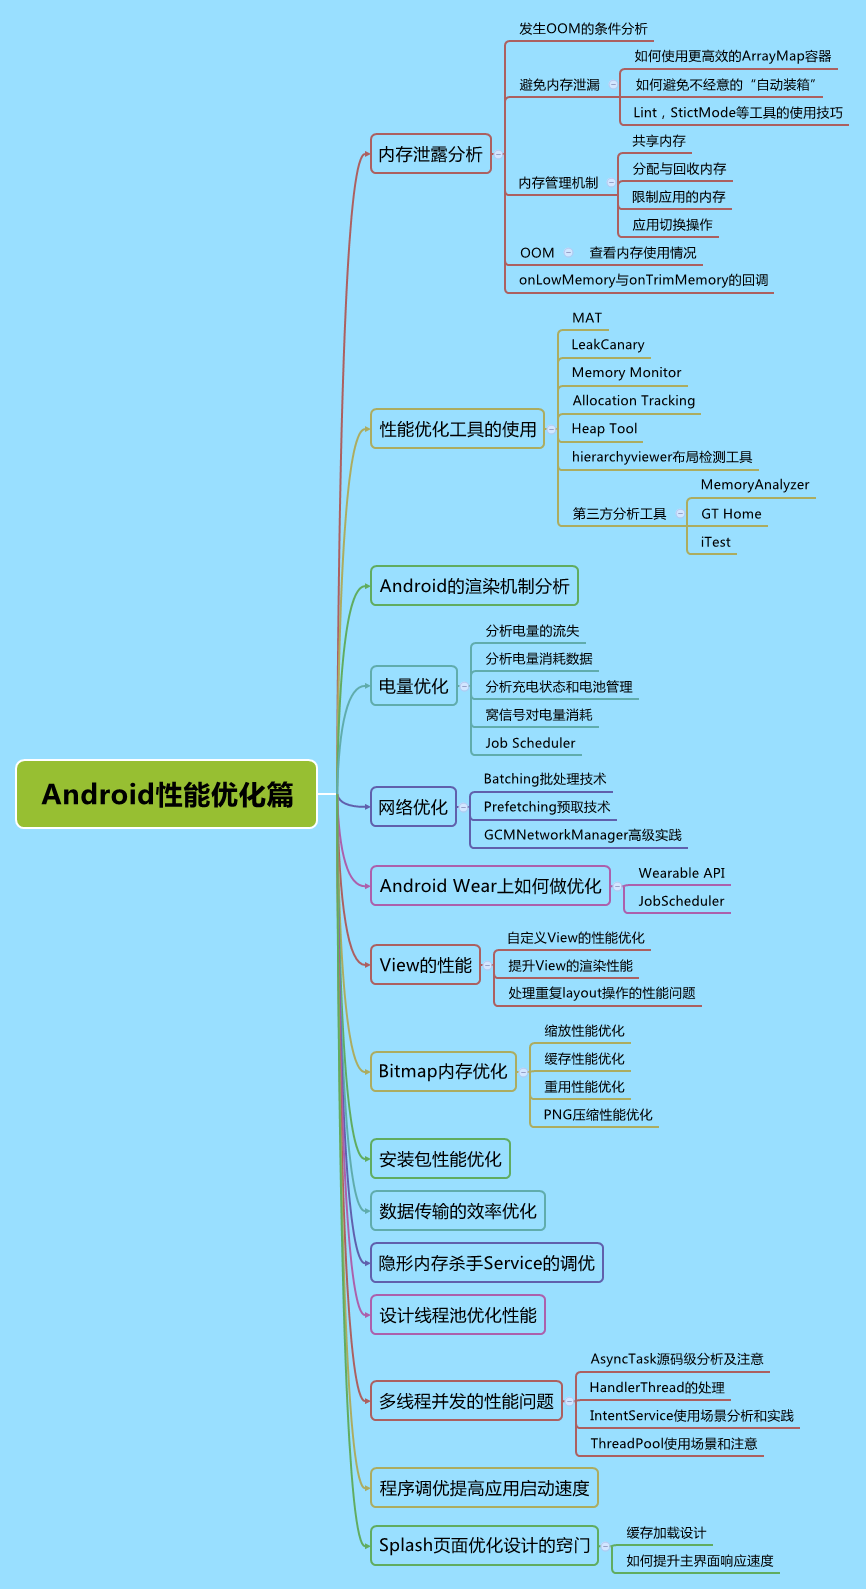 Android性能优化篇
内存泄露分析
发生OOM的条件分析
避免内存泄漏
如何使用更高效的ArrayMap容器
如何避免不经意的“自动装箱”
Lint，StictMode等工具的使用技巧
内存管理机制
共享内存
分配与回收内存
限制应用的内存
应用切换操作
OOM
查看内存使用情况
onLowMemory与onTrimMemory的回调
性能优化工具的使用
MAT
LeakCanary
Memory Monitor
Allocation Tracking
Heap Tool
hierarchyviewer布局检测工具
第三方分析工具
MemoryAnalyzer
GT Home
iTest
Android的渲染机制分析
电量优化
分析电量的流失
分析电量消耗数据
分析充电状态和电池管理
窝信号对电量消耗
Job Scheduler
网络优化
Batching批处理技术
Prefetching预取技术
GCMNetworkManager高级实践
Android Wear上如何做优化
Wearable API
JobScheduler
View的性能
自定义View的性能优化
提升View的渲染性能
处理重复layout操作的性能问题
Bitmap内存优化
缩放性能优化
缓存性能优化
重用性能优化
PNG压缩性能优化
安装包性能优化
数据传输的效率优化
隐形内存杀手Service的调优
设计线程池优化性能
多线程并发的性能问题
AsyncTask源码级分析及注意
HandlerThread的处理
IntentService使用场景分析和实践
ThreadPool使用场景和注意
程序调优提高应用启动速度
Splash页面优化设计的窍门
缓存加载设计
如何提升主界面响应速度